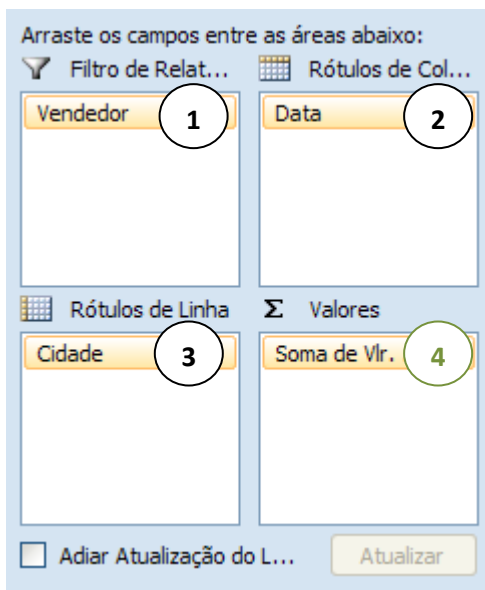 Arraste os campos entre as áreas abaixo:
Filtro de Relat... Rótulos de Col...
Vendedor 1 Data 2
Rótulos de Linha Σ Valores
Cidade 3 Soma de Vlr. 4
Adiar Atualização do L... Atualizar